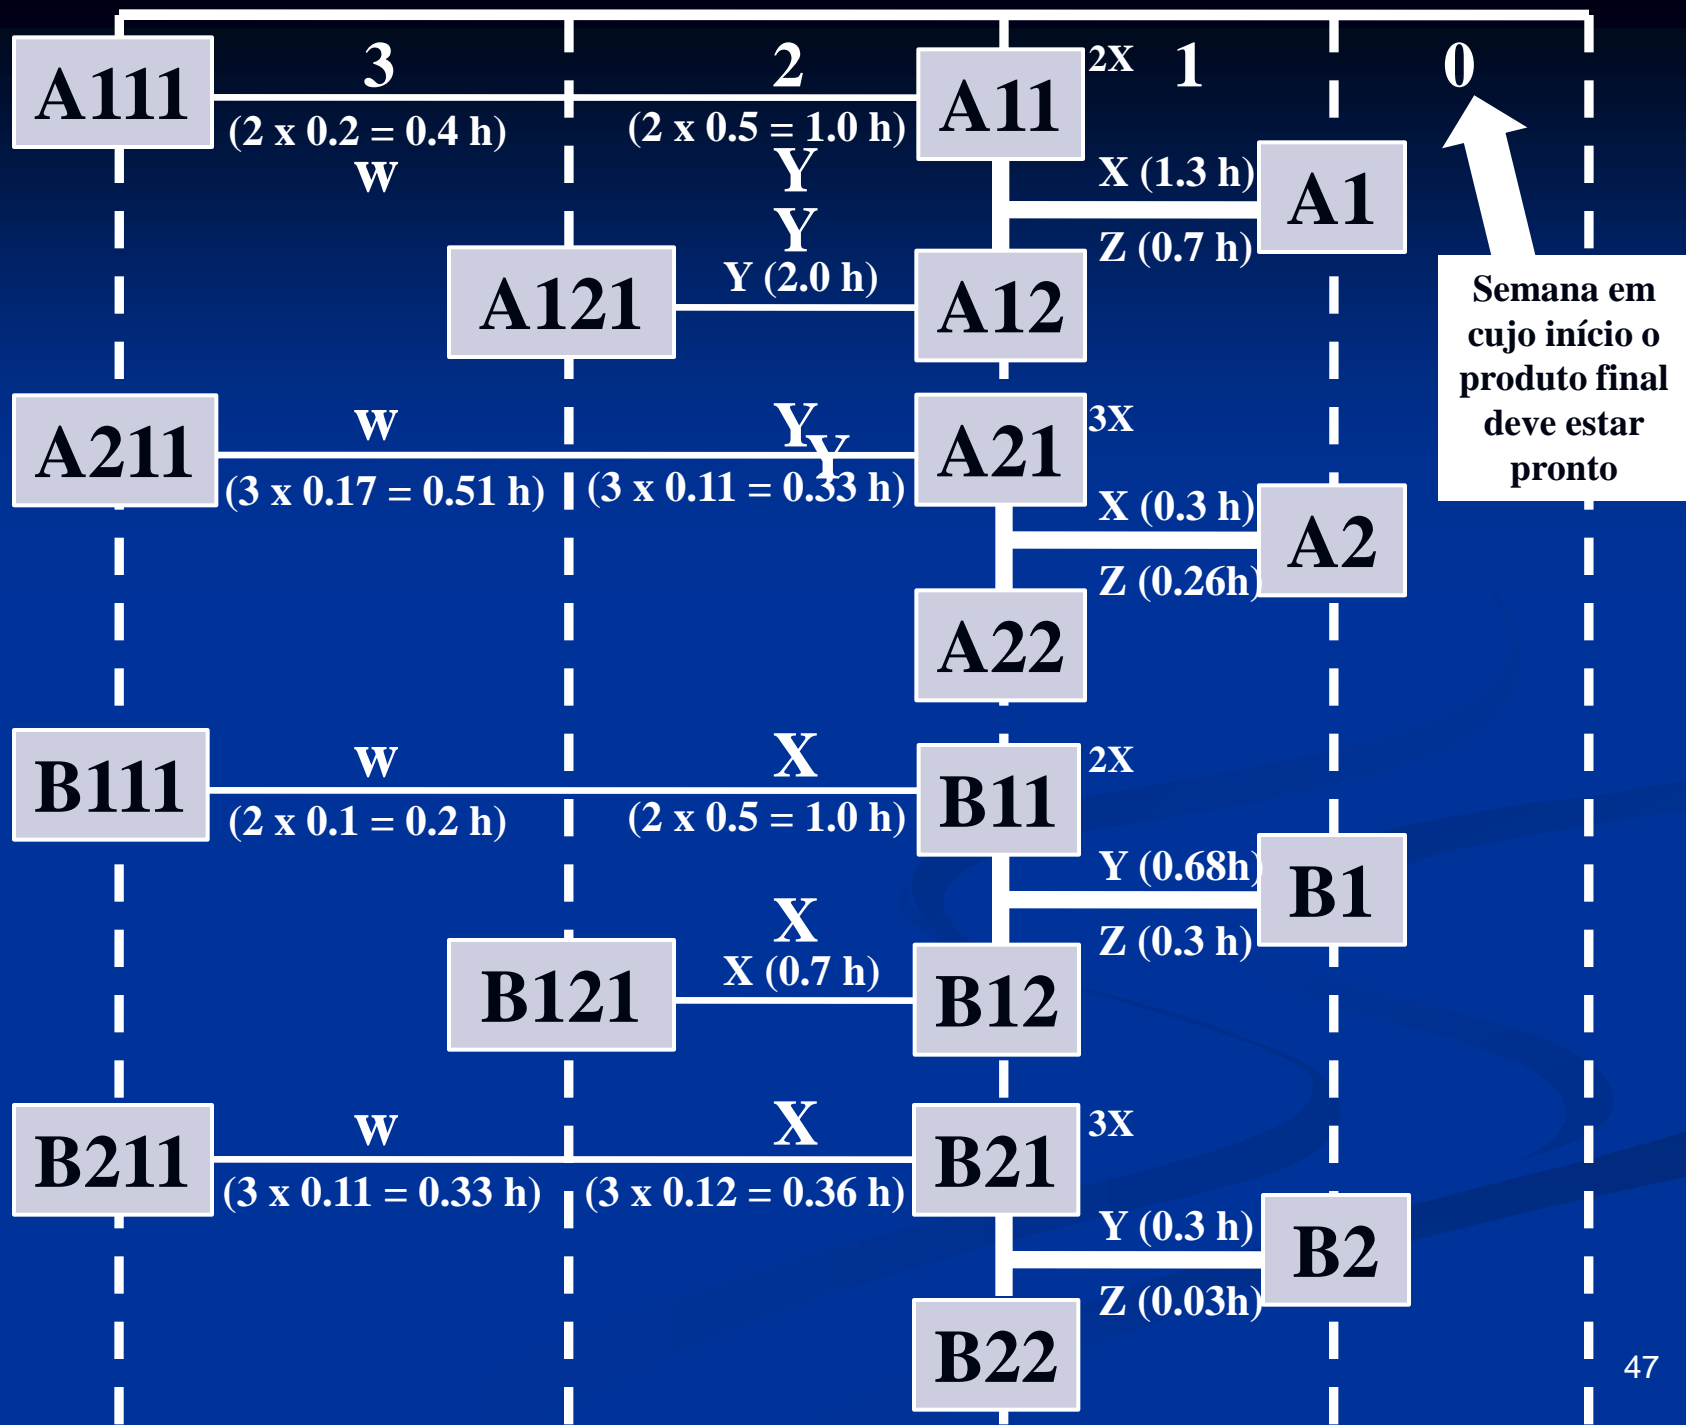 3 2 1 0
A111 A11 2X
(2 x 0.2 = 0.4 h) (2 x 0.5 = 1.0 h)
w Y
X (1.3 h) A1
Y
Z (0.7 h)
A121 Y (2.0 h) A12
Semana em
cujo início o
produto final
deve estar
pronto
A211 w Y A21 3X
Y
(3 x 0.17 = 0.51 h) (3 x 0.11 = 0.33 h)
X (0.3 h) A2
Z (0.26h)
A22
B111 w X B11 2X
(2 x 0.1 = 0.2 h) (2 x 0.5 = 1.0 h)
Y (0.68h) B1
Z (0.3 h)
X
B121 X (0.7 h) B12
B211 w X B21 3X
(3 x 0.11 = 0.33 h) (3 x 0.12 = 0.36 h)
Y (0.3 h) B2
Z (0.03h)
B22
47